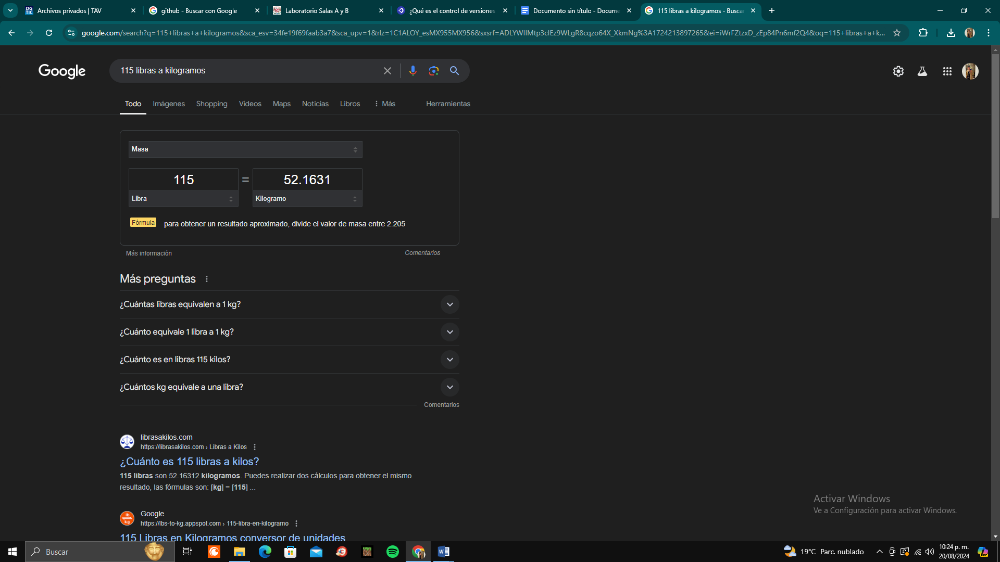 Archivos privados | TAV
github - Buscar con Google
Laboratorio Salas A y B
¿Qué es el control de versiones
Documento sin título - Docume
115 libras a kilogramos - Busca
google.com/search?q=115+libras+a+kilogramos&sca_esv=34fe19f69faab3a7&sca_upv=1&rlz=1C1ALOY_esMX955MX956&sxsrf=ADLYWIIMtp3cIEz9WLgR8cqzo64X_XkmNg%3A1724213897265&ei=iWrFZtzxD_zEp84Pn6mf2Q4&oq=115+libras+a+k...
Google
115 libras a kilogramos
Todo Imágenes Shopping Videos Maps Noticias Libros Más Herramientas
Masa
115 = 52.1631
Libra Kilogramo
Fórmula para obtener un resultado aproximado, divide el valor de masa entre 2.205
Más información Comentarios
Más preguntas
¿Cuántas libras equivalen a 1 kg?
¿Cuánto equivale 1 libra a 1 kg?
¿Cuánto es en libras 115 kilos?
¿Cuántos kg equivale a una libra?
Comentarios
librasakilos.com
https://librasakilos.com › Libras a Kilos
¿Cuánto es 115 libras a kilos?
115 libras son 52.16312 kilogramos. Puedes realizar dos cálculos para obtener el mismo
resultado, las fórmulas son: [kg] = [115] ...
Google
https://lbs-to-kg.appspot.com › 115-libra-en-kilogramo
115 Libras en Kilogramos conversor de unidades
Activar Windows
Ve a Configuración para activar Windows.
Buscar
19°C Parc. nublado
10:24 p. m.
20/08/2024